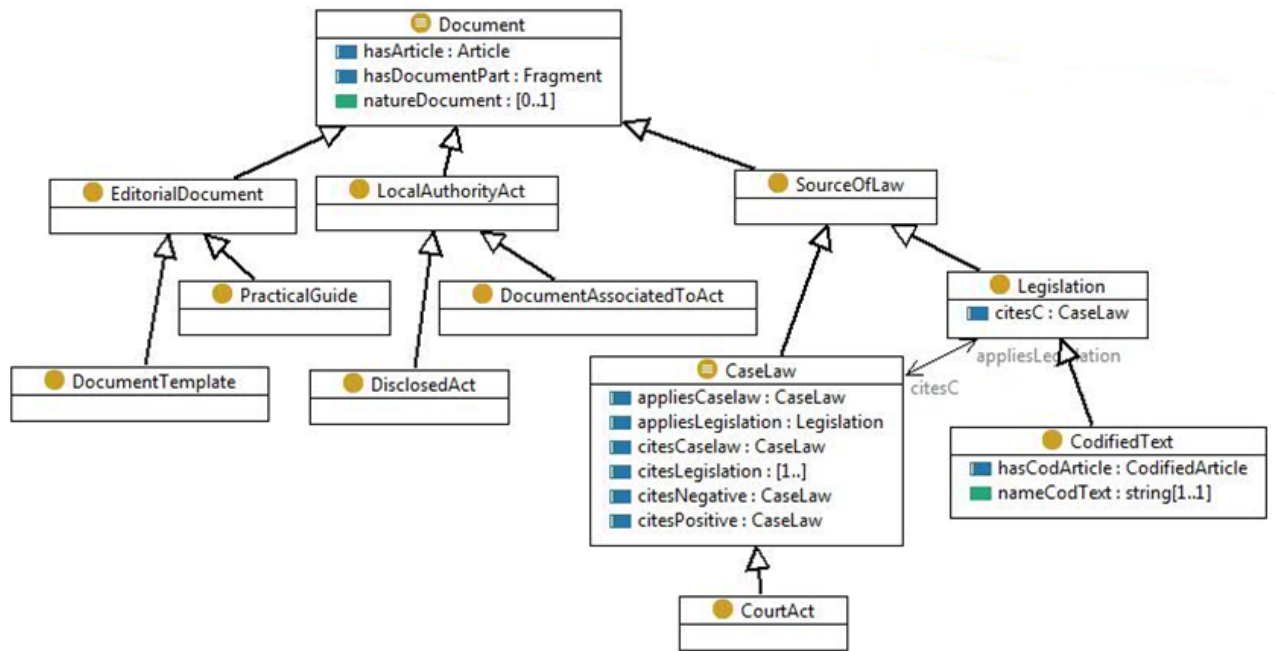 Document
hasArticle : Article
hasDocumentPart : Fragment
natureDocument : [0..1]
EditorialDocument
LocalAuthorityAct
SourceOfLaw
PracticalGuide
DocumentAssociatedToAct
Legislation
citesC : CaseLaw
appliesLegislation
citesC
DocumentTemplate
DisclosedAct
CaseLaw
appliesCaselaw : CaseLaw
appliesLegislation : Legislation
citesCaselaw : CaseLaw
citesLegislation : [1..]
citesNegative : CaseLaw
citesPositive : CaseLaw
CodifiedText
hasCodArticle : CodifiedArticle
nameCodText : string[1..1]
CourtAct